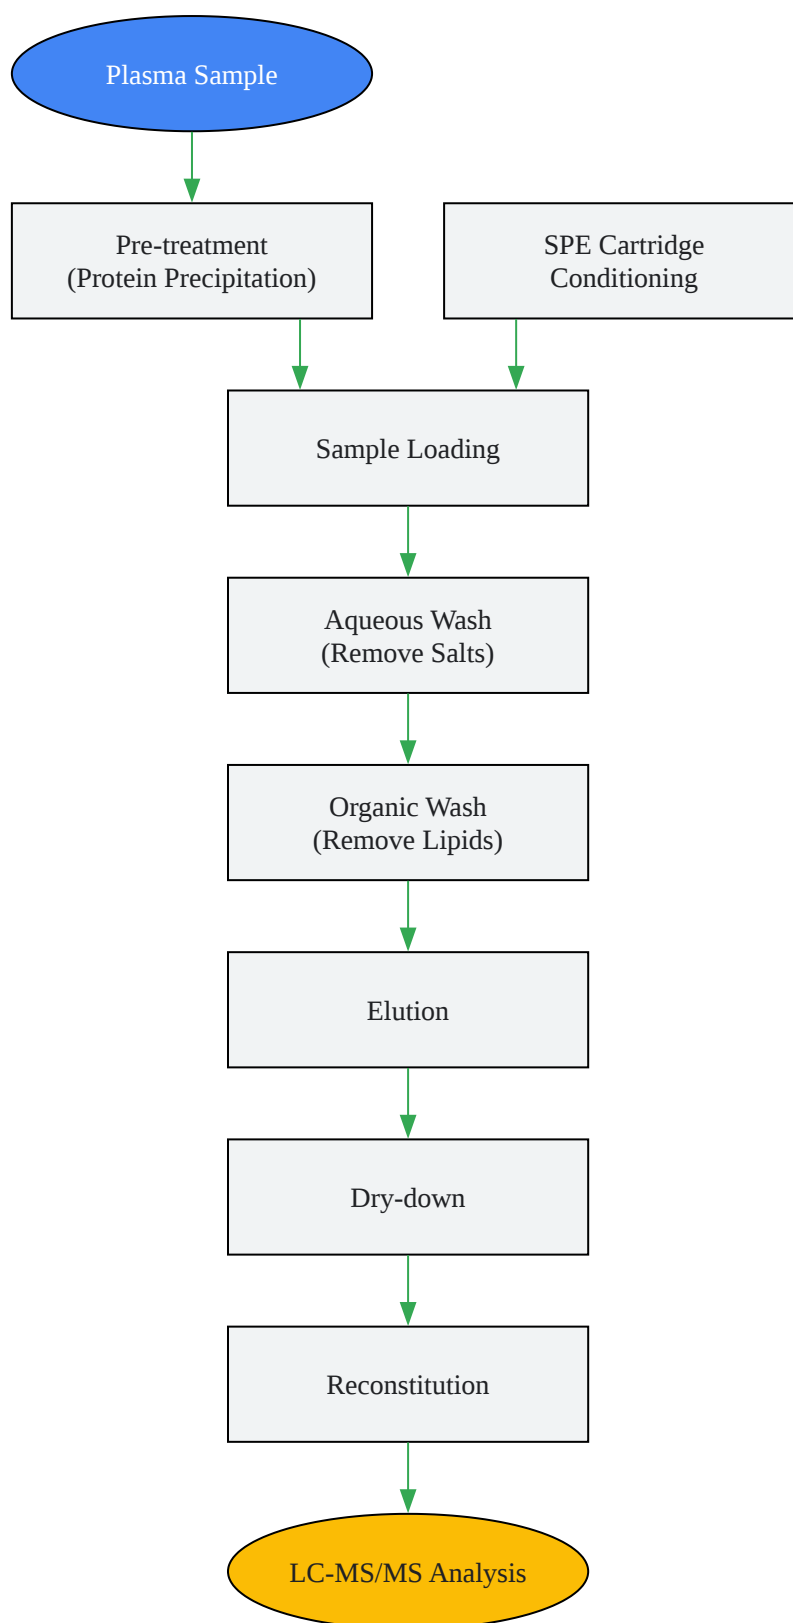 Plasma Sample
Pre-treatment
(Protein Precipitation)
SPE Cartridge
Conditioning
Sample Loading
Aqueous Wash
(Remove Salts)
Organic Wash
(Remove Lipids)
Elution
Dry-down
Reconstitution
LC-MS/MS Analysis